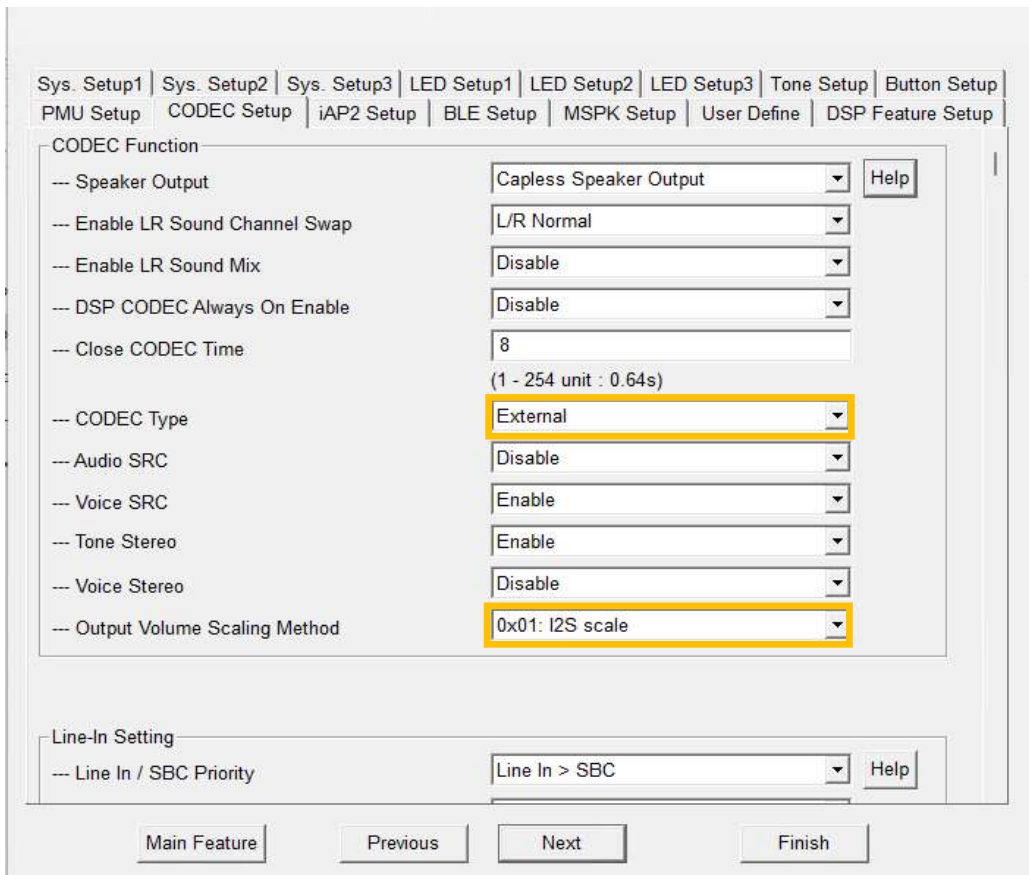 Sys. Setup1 Sys. Setup2 Sys. Setup3 LED Setup1 LED Setup2 LED Setup3 Tone Setup Button Setup
PMU Setup CODEC Setup iAP2 Setup BLE Setup MSPK Setup User Define DSP Feature Setup
CODEC Function
--- Speaker Output Capless Speaker Output Help
--- Enable LR Sound Channel Swap L/R Normal
--- Enable LR Sound Mix Disable
--- DSP CODEC Always On Enable Disable
--- Close CODEC Time 8
(1 - 254 unit : 0.64s)
--- CODEC Type External
--- Audio SRC Disable
--- Voice SRC Enable
--- Tone Stereo Enable
--- Voice Stereo Disable
--- Output Volume Scaling Method 0x01: I2S scale
Line-In Setting
--- Line In / SBC Priority Line In > SBC Help
Main Feature Previous Next Finish